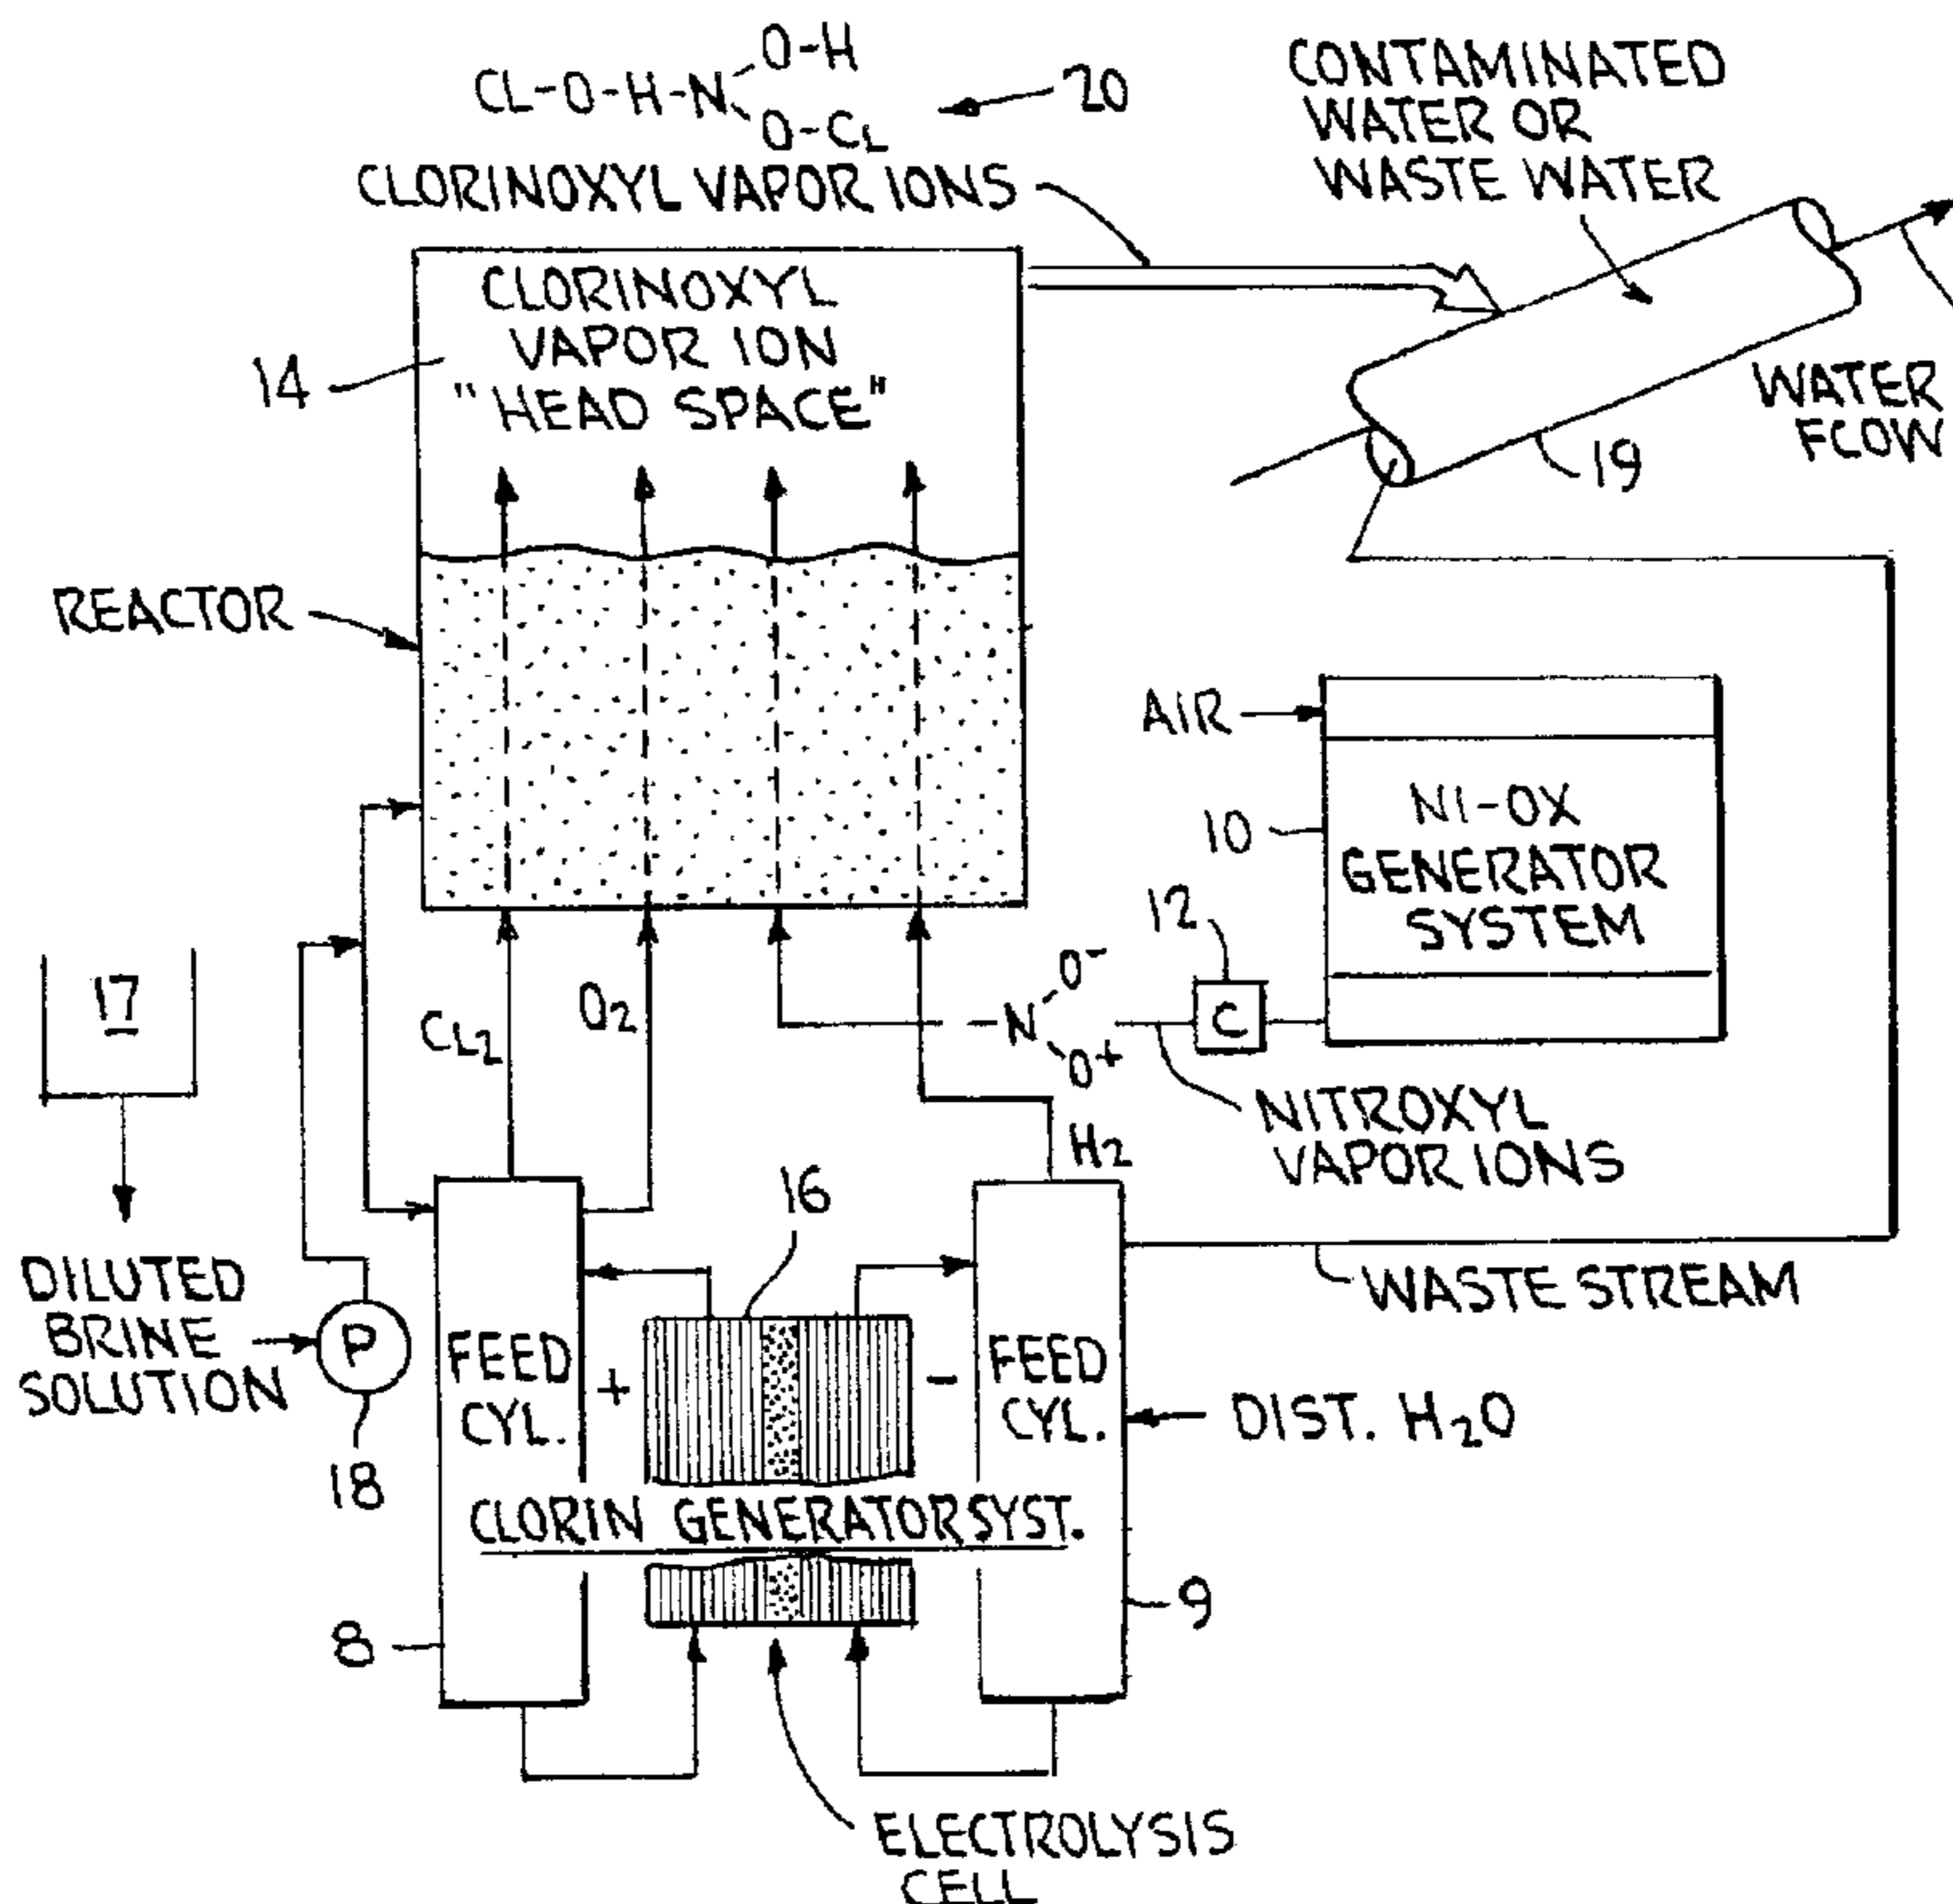 CL-O-H-N
O-H
O-CL
20
CLORINOXYL VAPOR IONS
CONTAMINATED
WATER OR
WASTE WATER
CLORINOXYL
VAPOR ION
"HEAD SPACE"
14
WATER
FLOW
19
REACTOR
AIR
NI-OX
GENERATOR
SYSTEM
10
12
C
17
CL2
O2
-N
O-
O+
NITROXYL
VAPOR IONS
H2
16
DILUTED
BRINE
SOLUTION
P
18
FEED
CYL.
+
-
FEED
CYL.
WASTE STREAM
DIST. H2O
CLORIN GENERATOR SYST.
8
9
ELECTROLYSIS
CELL